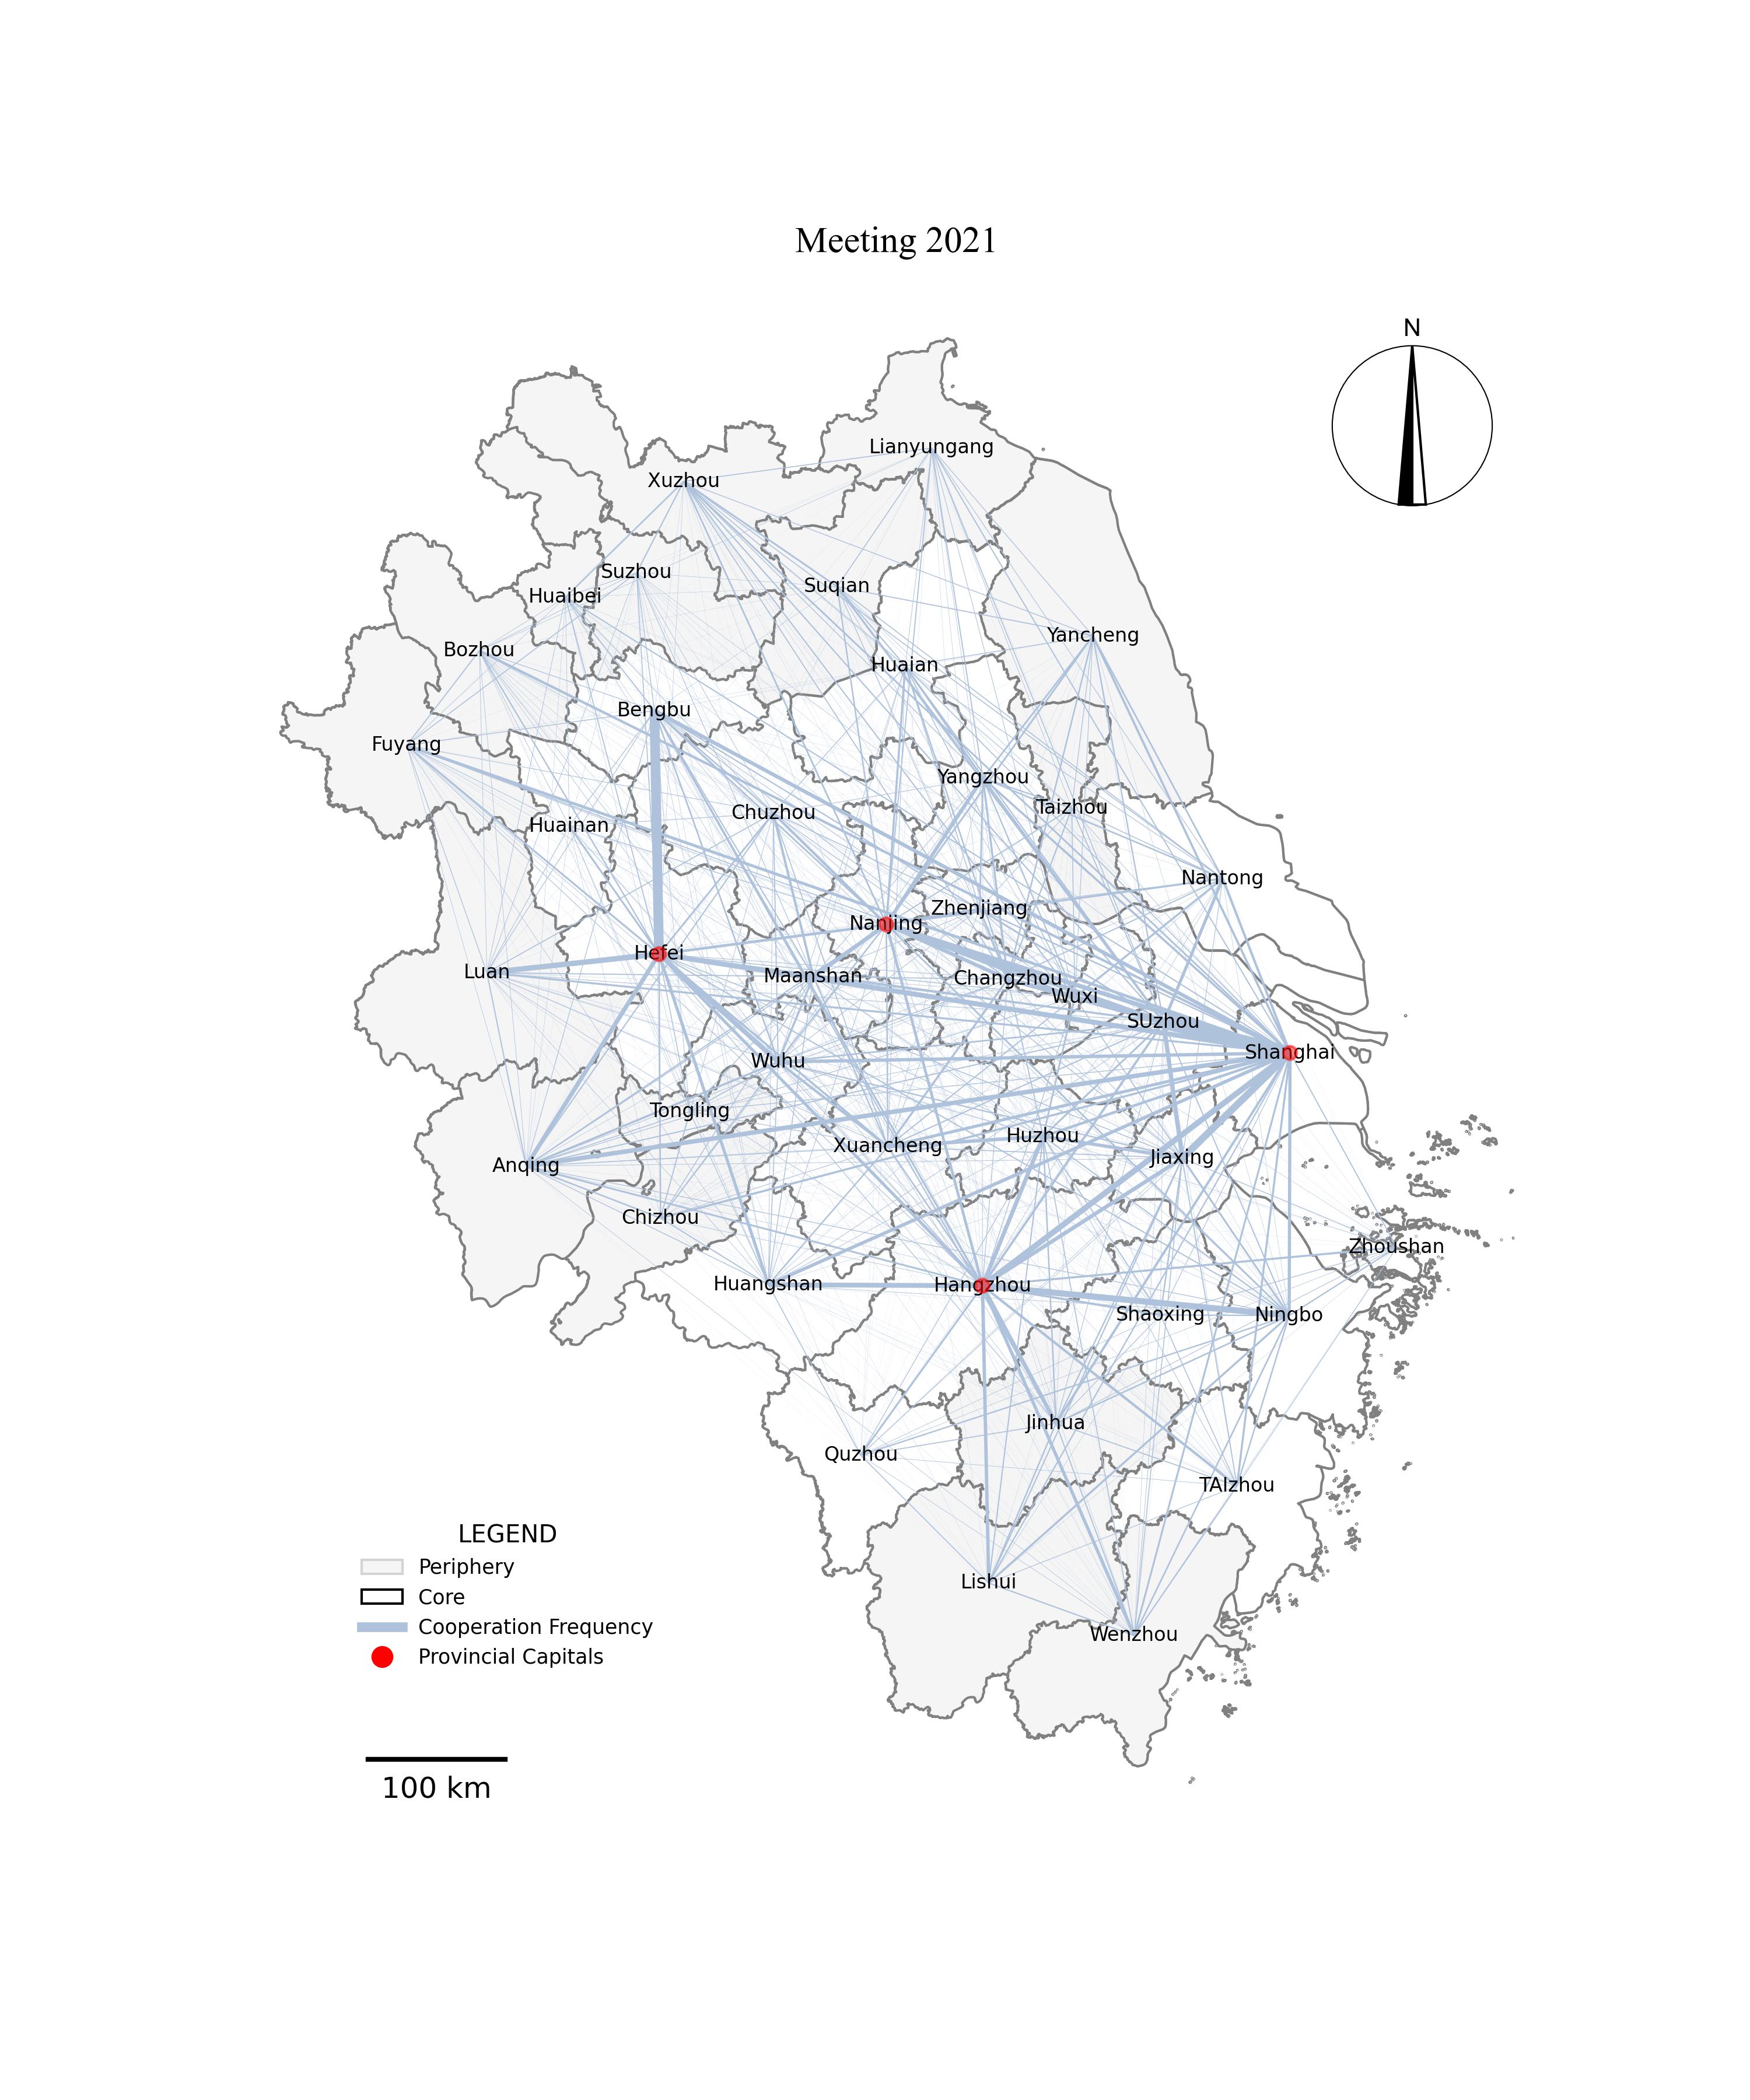 Meeting 2021
N
Lianyungang
Xuzhou
Suzhou
Suqian
Huaibei
Yancheng
Bozhou
Huaian
Bengbu
Fuyang
Yangzhou
Taizhou
Chuzhou
Huainan
Nantong
Zhenjiang
Nanjing
Hefei
Luan
Maanshan
Changzhou
Wuxi
SUzhou
Shanghai
Wuhu
Tongling
Huzhou
Xuancheng
Jiaxing
Anqing
Chizhou
Zhoushan
Huangshan
Hangzhou
Shaoxing
Ningbo
Jinhua
Quzhou
TAIzhou
Lishui
Wenzhou
LEGEND
Periphery
Core
Cooperation Frequency
Provincial Capitals
100 km